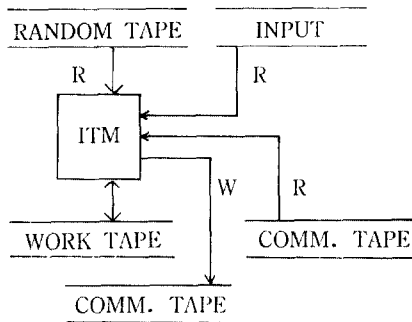 RANDOM TAPE
INPUT
R
R
ITM
W
R
WORK TAPE
COMM. TAPE
COMM. TAPE